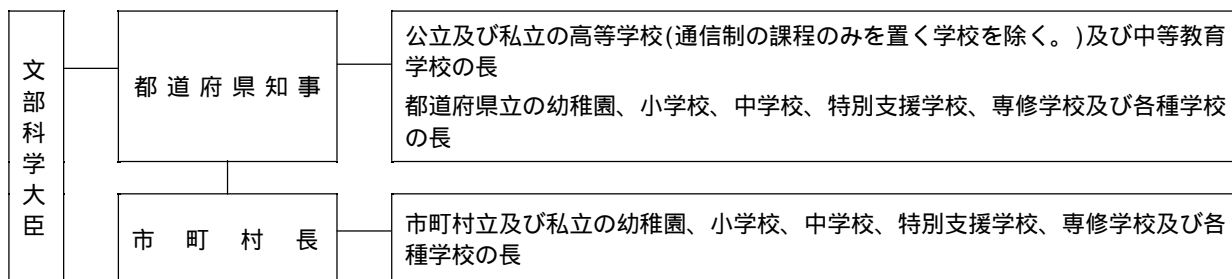 文部科学大臣
都道府県知事
公立及び私立の高等学校(通信制の課程のみを置く学校を除く。)及び中等教育
学校の長
都道府県立の幼稚園、小学校、中学校、特別支援学校、専修学校及び各種学校
の長
市町村長
市町村立及び私立の幼稚園、小学校、中学校、特別支援学校、専修学校及び各
種学校の長